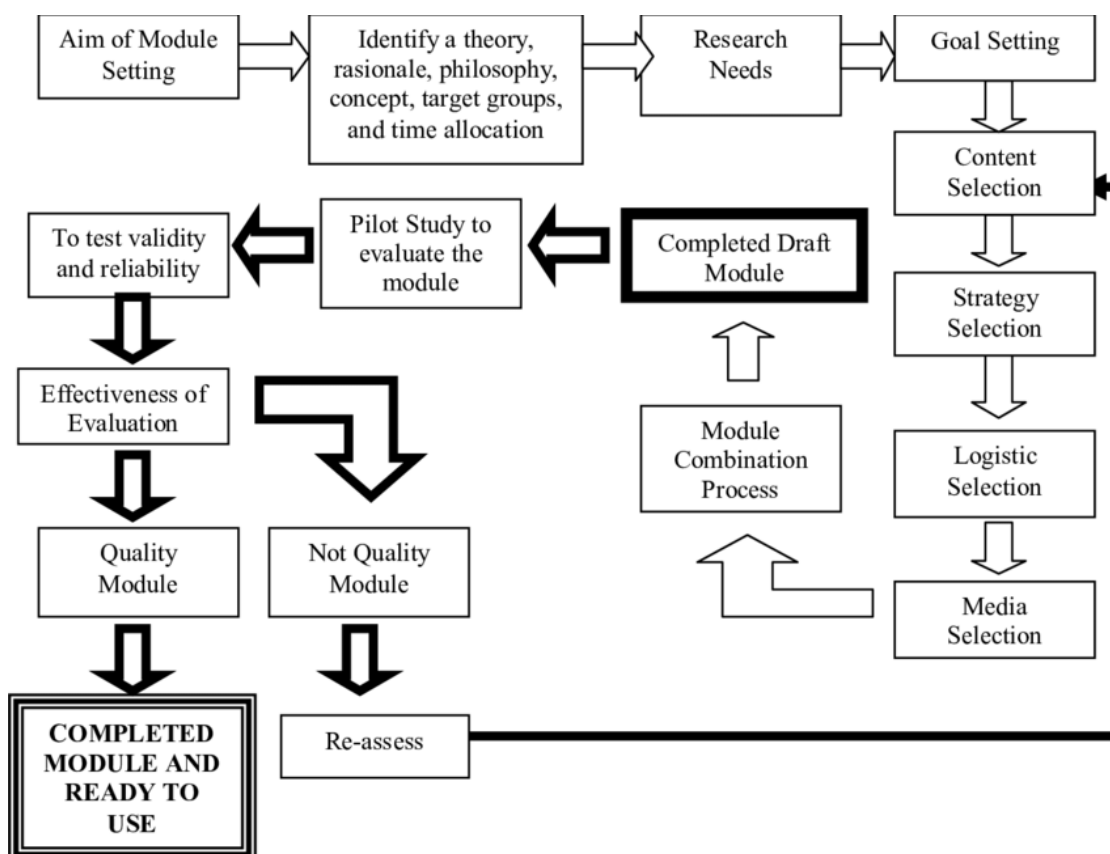 Aim of Module
Setting
Identify a theory,
rasionale, philosophy,
concept, target groups,
and time allocation
Research
Needs
Goal Setting
Content
Selection
Strategy
Selection
Logistic
Selection
Media
Selection
Module
Combination
Process
Completed Draft
Module
Pilot Study to
evaluate the
module
To test validity
and reliability
Effectiveness of
Evaluation
Quality
Module
Not Quality
Module
COMPLETED
MODULE AND
READY TO
USE
Re-assess